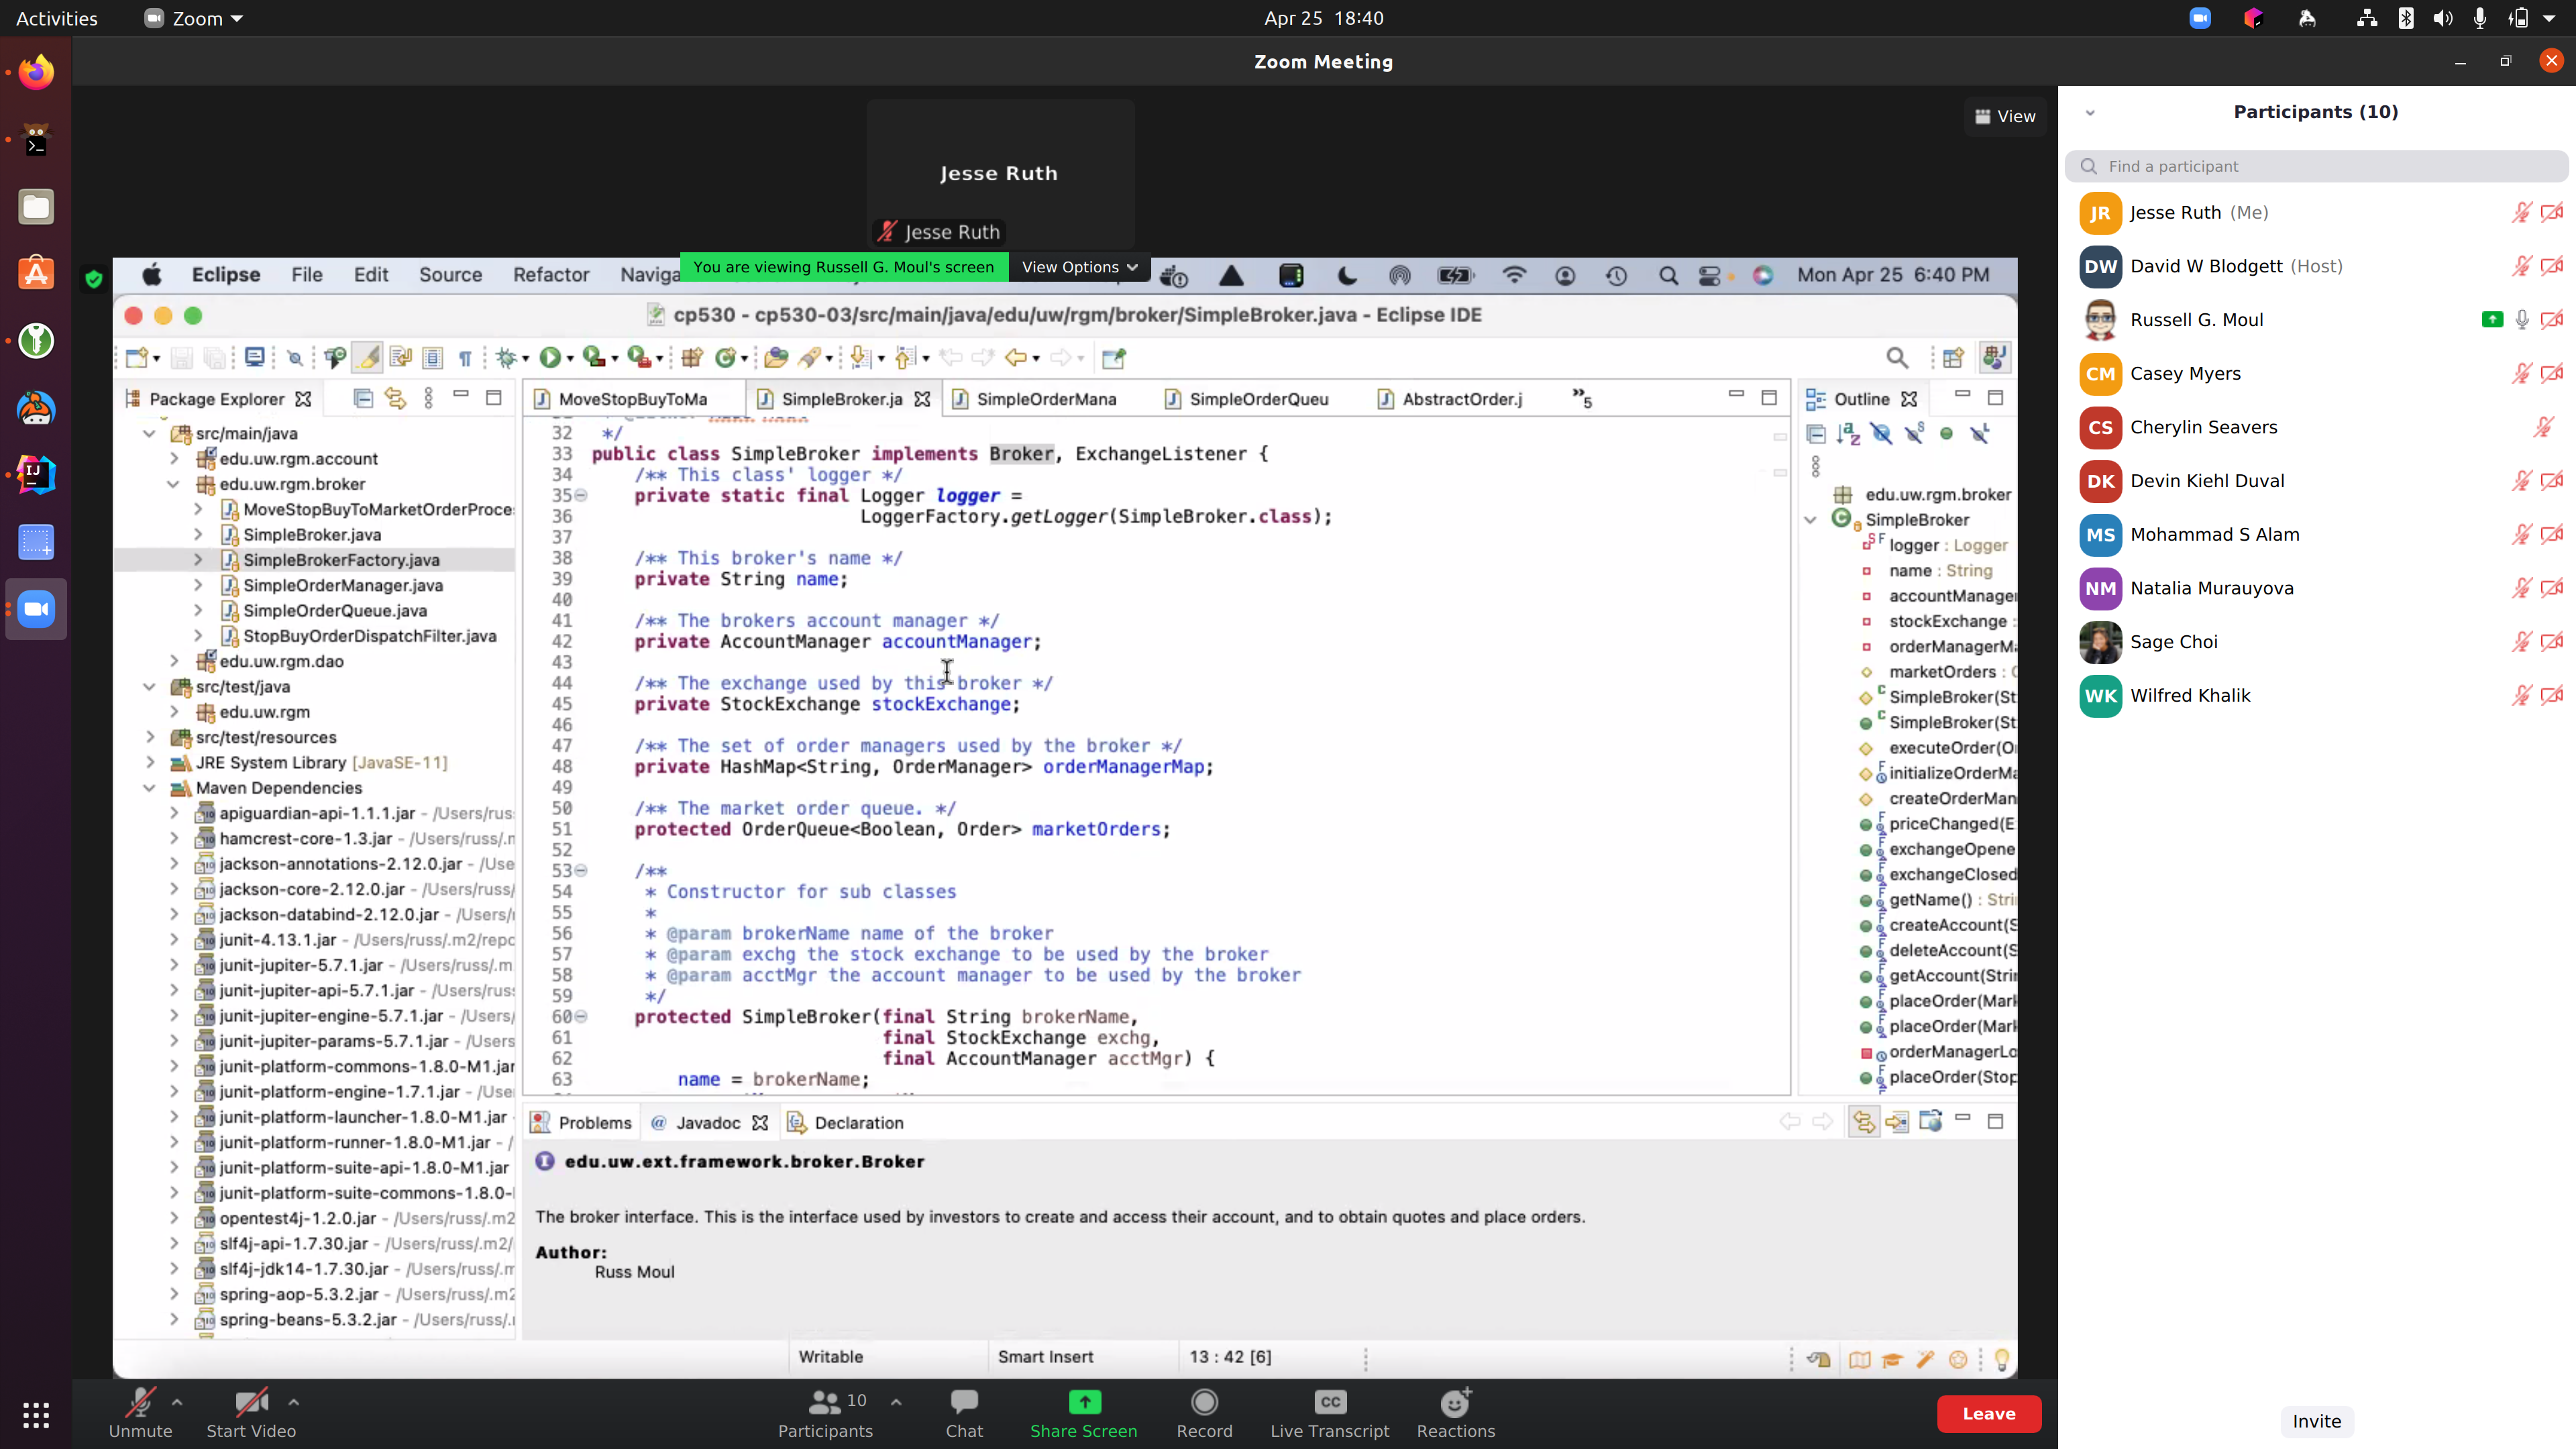 Activities
Zoom
Apr 25 18:40
Zoom Meeting
Jesse Ruth
Jesse Ruth
View
You are viewing Russell G. Moul's screen
View Options
Eclipse File Edit Source Refactor
Mon Apr 25 6:40 PM
cp530 - cp530-03/src/main/java/edu/uw/rgm/broker/SimpleBroker.java - Eclipse IDE
Package Explorer
src/main/java
edu.uw.rgm.account
edu.uw.rgm.broker
MoveStopBuyToMarketOrderProce
SimpleBroker.java
SimpleBrokerFactory.java
SimpleOrderManager.java
SimpleOrderQueue.java
StopBuyOrderDispatchFilter.java
edu.uw.rgm.dao
src/test/java
edu.uw.rgm
src/test/resources
JRE System Library [JavaSE-11]
Maven Dependencies
apiguardian-api-1.1.1.jar - /Users/rus
hamcrest-core-1.3.jar - /Users/russ/.
jackson-annotations-2.12.0.jar - /Use
jackson-core-2.12.0.jar - /Users/russ/
jackson-databind-2.12.0.jar - /Users/
junit-4.13.1.jar - /Users/russ/.m2/repo
junit-jupiter-5.7.1.jar - /Users/russ/.m
junit-jupiter-api-5.7.1.jar - /Users/rus
junit-jupiter-engine-5.7.1.jar - /Users/
junit-jupiter-params-5.7.1.jar - /Users
junit-platform-commons-1.8.0-M1.jar
junit-platform-engine-1.7.1.jar - /User
junit-platform-launcher-1.8.0-M1.jar
junit-platform-runner-1.8.0-M1.jar - /
junit-platform-suite-api-1.8.0-M1.jar
junit-platform-suite-commons-1.8.0-
opentest4j-1.2.0.jar - /Users/russ/.m2
slf4j-api-1.7.30.jar - /Users/russ/.m2/
slf4j-jdk14-1.7.30.jar - /Users/russ/.m
spring-aop-5.3.2.jar - /Users/russ/.m2
spring-beans-5.3.2.jar - /Users/russ/.
MoveStopBuyToMa SimpleBroker.ja SimpleOrderMana SimpleOrderQueu AbstractOrder.j »5
32 */
33 public class SimpleBroker implements Broker, ExchangeListener {
34 /** This class' logger */
35 private static final Logger logger =
36 LoggerFactory.getLogger(SimpleBroker.class);
37
38 /** This broker's name */
39 private String name;
40
41 /** The brokers account manager */
42 private AccountManager accountManager;
43
44 /** The exchange used by this broker */
45 private StockExchange stockExchange;
46
47 /** The set of order managers used by the broker */
48 private HashMap<String, OrderManager> orderManagerMap;
49
50 /** The market order queue. */
51 protected OrderQueue<Boolean, Order> marketOrders;
52
53 /**
54 * Constructor for sub classes
55 *
56 * @param brokerName name of the broker
57 * @param exchg the stock exchange to be used by the broker
58 * @param acctMgr the account manager to be used by the broker
59 */
60 protected SimpleBroker(final String brokerName,
61 final StockExchange exchg,
62 final AccountManager acctMgr) {
63 name = brokerName;
Outline
edu.uw.rgm.broker
SimpleBroker
logger : Logger
name : String
accountManager
stockExchange :
orderManagerM
marketOrders :
SimpleBroker(St
SimpleBroker(St
executeOrder(O
initializeOrderMa
createOrderMan
priceChanged(E
exchangeOpene
exchangeClosed
getName() : Stri
createAccount(S
deleteAccount(S
getAccount(Strin
placeOrder(Mark
placeOrder(Mark
orderManagerLo
placeOrder(Stop
Problems Javadoc Declaration
edu.uw.ext.framework.broker.Broker
The broker interface. This is the interface used by investors to create and access their account, and to obtain quotes and place orders.
Author:
Russ Moul
Writable Smart Insert 13 : 42 [6]
Participants (10)
Find a participant
JR Jesse Ruth (Me)
DW David W Blodgett (Host)
Russell G. Moul
CM Casey Myers
CS Cherylin Seavers
DK Devin Kiehl Duval
MS Mohammad S Alam
NM Natalia Murauyova
Sage Choi
WK Wilfred Khalik
Invite
Unmute
Start Video
10
Participants
Chat
Share Screen
Record
CC
Live Transcript
Reactions
Leave